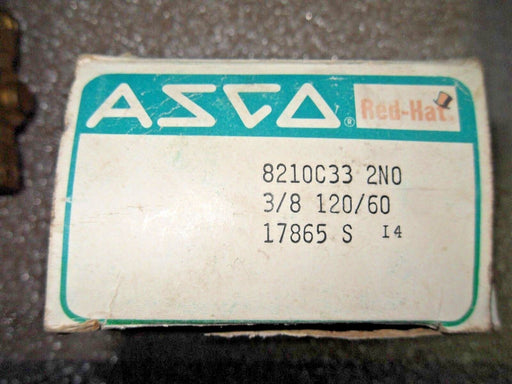 ASCO® Red-Hat
8210C33 2NO
3/8 120/60
17865 S I4